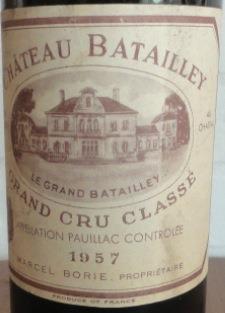 CHATEAU BATAILLEY
LE GRAND BATAILLEY
GRAND CRU CLASSÉ
APPELLATION PAUILLAC CONTROLÉE
1957
MARCEL BORIE, PROPRIÉTAIRE
PRODUCE OF FRANCE